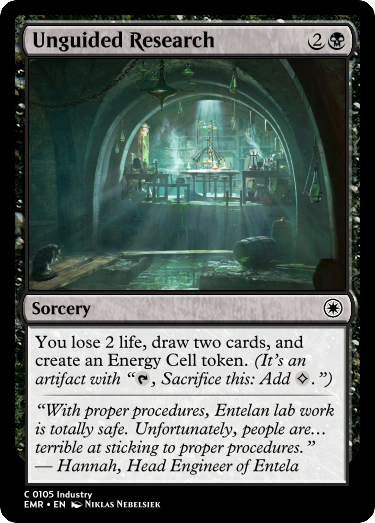 Unguided Research 2
Sorcery
You lose 2 life, draw two cards, and
create an Energy Cell token. (It's an
artifact with “, Sacrifice this: Add .”)
“With proper procedures, Entelan lab work
is totally safe. Unfortunately, people are...
terrible at sticking to proper procedures.”
— Hannah, Head Engineer of Entela
C 0105 Industry
EMR • EN Niklas Nebelsiek